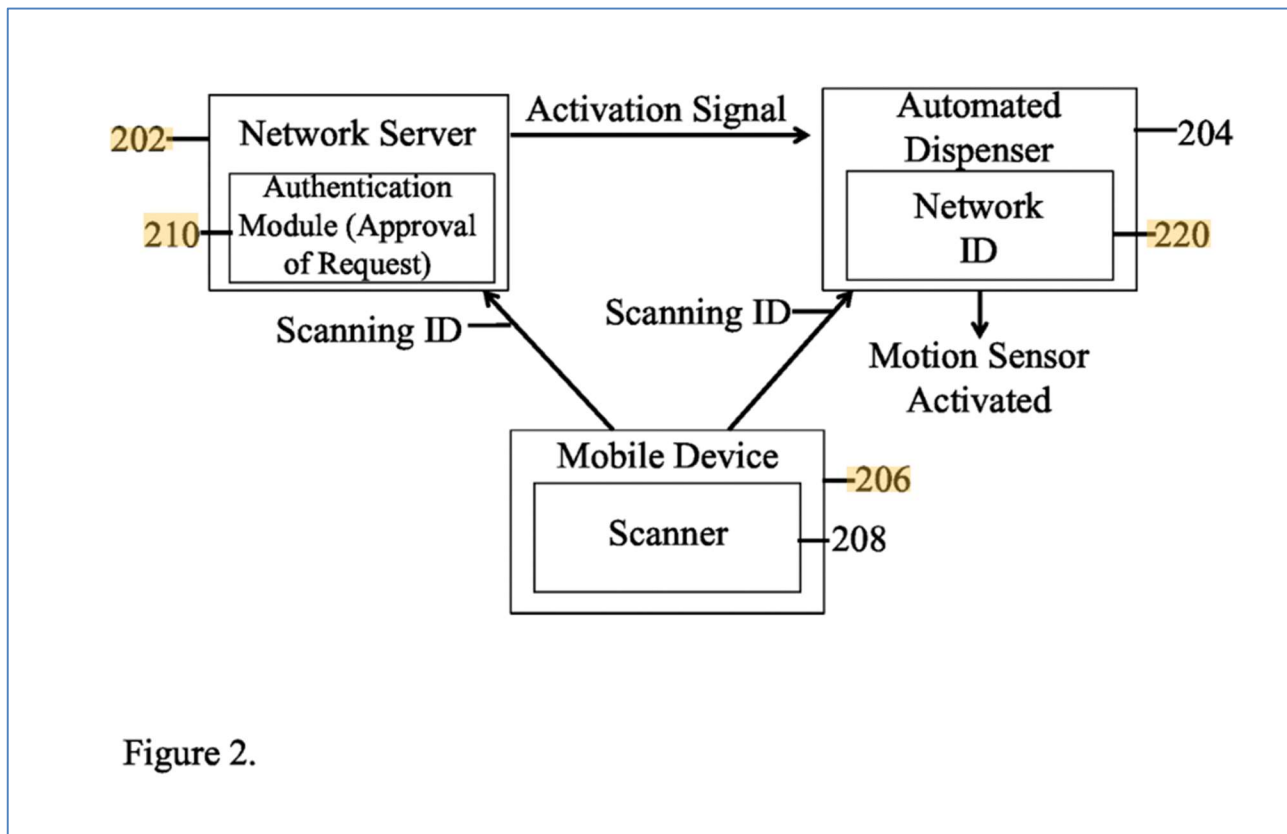 202
Network Server
210
Authentication
Module (Approval
of Request)
Activation Signal
Automated
Dispenser
204
Network
ID
220
Scanning ID
Scanning ID
Motion Sensor
Activated
Mobile Device
206
Scanner
208
Figure 2.